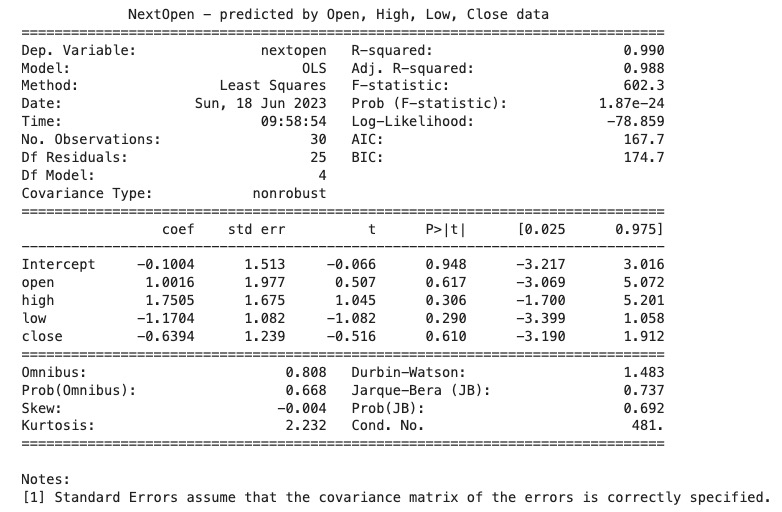 NextOpen - predicted by Open, High, Low, Close data
==============================================================================
Dep. Variable: nextopen R-squared: 0.990
Model: OLS Adj. R-squared: 0.988
Method: Least Squares F-statistic: 602.3
Date: Sun, 18 Jun 2023 Prob (F-statistic): 1.87e-24
Time: 09:58:54 Log-Likelihood: -78.859
No. Observations: 30 AIC: 167.7
Df Residuals: 25 BIC: 174.7
Df Model: 4
Covariance Type: nonrobust
==============================================================================
coef std err t P>|t| [0.025 0.975]
------------------------------------------------------------------------------
Intercept -0.1004 1.513 -0.066 0.948 -3.217 3.016
open 1.0016 1.977 0.507 0.617 -3.069 5.072
high 1.7505 1.675 1.045 0.306 -1.700 5.201
low -1.1704 1.082 -1.082 0.290 -3.399 1.058
close -0.6394 1.239 -0.516 0.610 -3.190 1.912
==============================================================================
Omnibus: 0.808 Durbin-Watson: 1.483
Prob(Omnibus): 0.668 Jarque-Bera (JB): 0.737
Skew: -0.004 Prob(JB): 0.692
Kurtosis: 2.232 Cond. No. 481.
==============================================================================
Notes:
[1] Standard Errors assume that the covariance matrix of the errors is correctly specified.